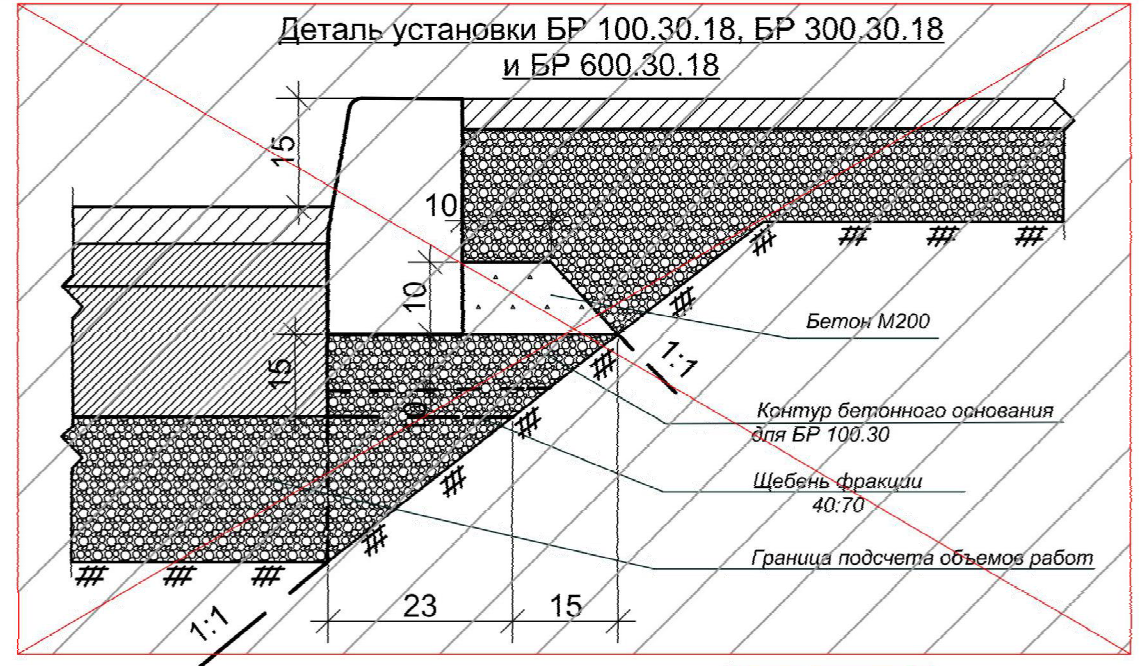 Деталь установки БР 100.30.18, БР 300.30.18
и БР 600.30.18
15
10
10
Бетон М200
1:1
15
Контур бетонного основания
для БР 100.30
Щебень фракции
40:70
Граница подсчета объемов работ
23
15
1:1